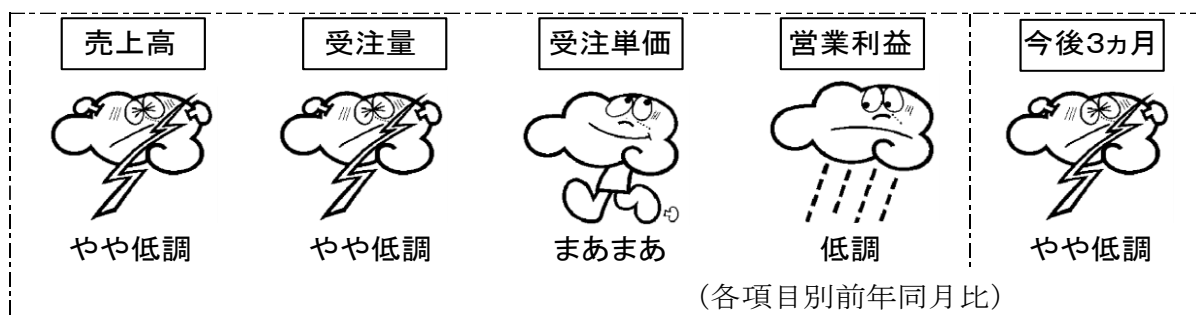 売上高 受注量 受注単価 営業利益 今後3ヵ月
やや低調 やや低調 まあまあ 低調 やや低調
(各項目別前年同月比)